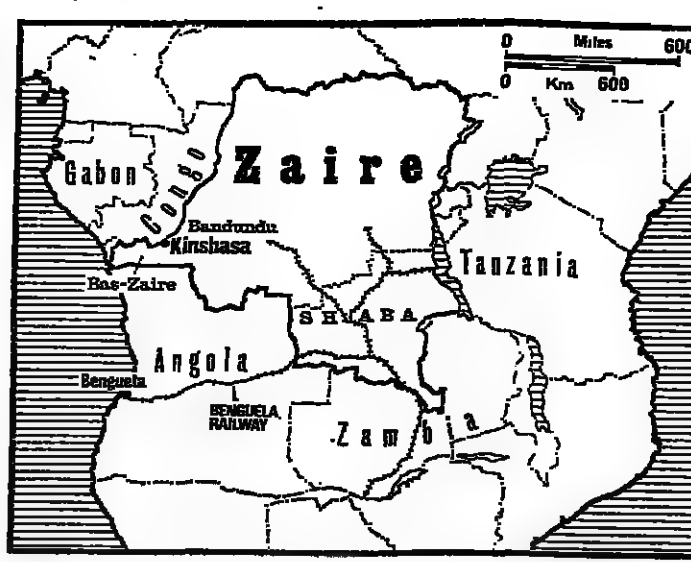 0 Miles 600
0 Km 600
Gabon
Congo
Zaire
Bandundu
Kinshasa
Bas-Zaire
Tanzania
SHABA
Angola
Benguela
BENGUELA
RAILWAY
Zambia